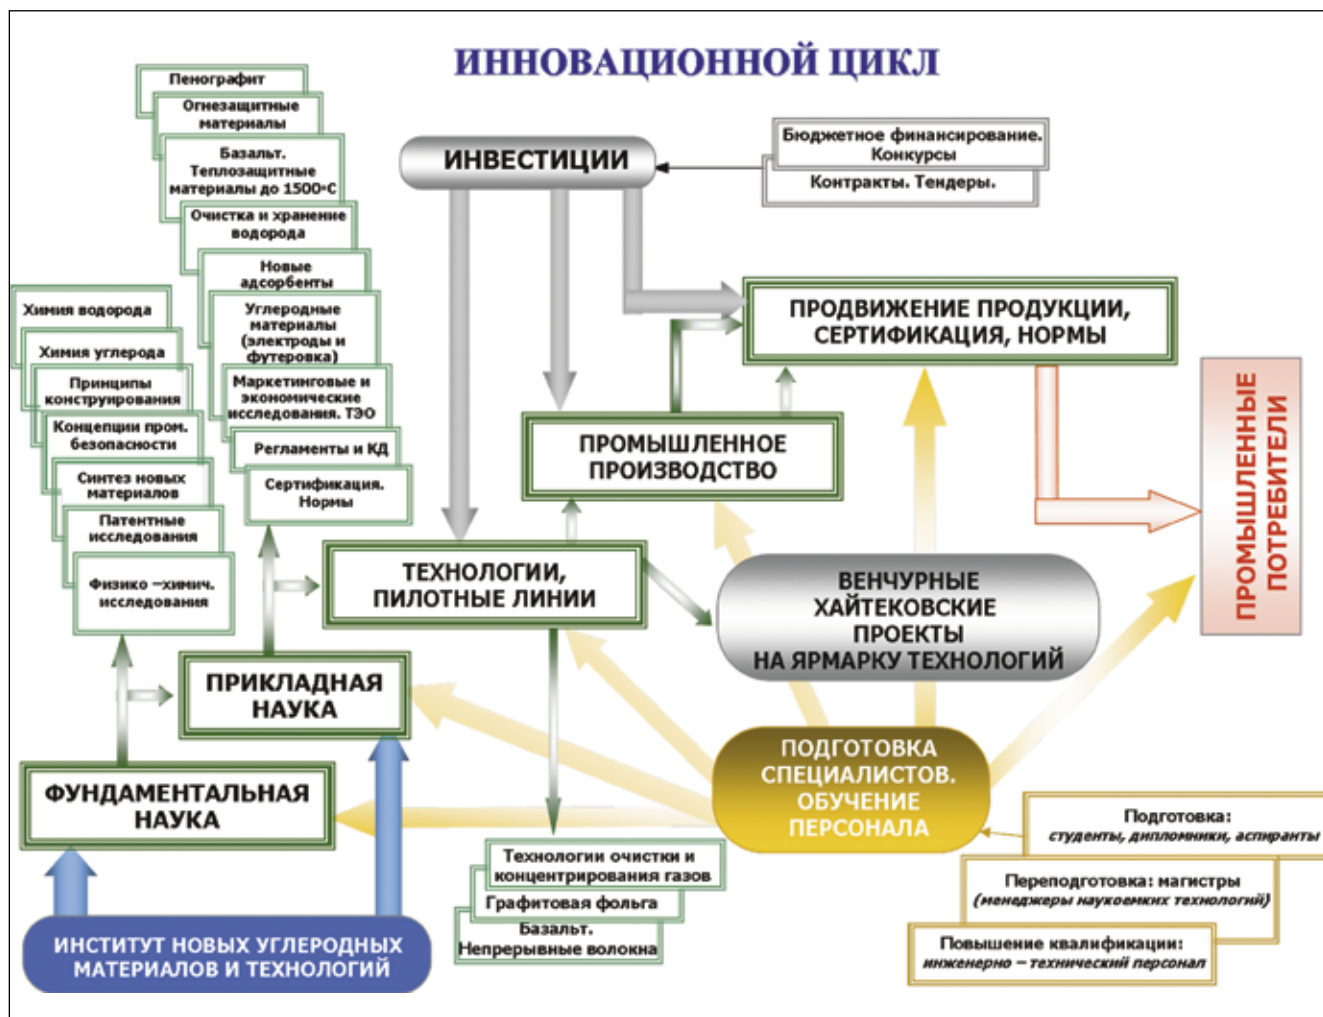 ИННОВАЦИОННОЙ ЦИКЛ
Пенографит
Огнезащитные
материалы
Базальт.
Теплозащитные
материалы до 1500°С
Очистка и хранение
водорода
Новые
адсорбенты
Углеродные
материалы
(электроды и
футеровка)
Маркетинговые и
экономические
исследования. ТЭО
Регламенты и КД
Сертификация.
Нормы
Химия водорода
Химия углерода
Принципы
конструирования
Концепции пром.
безопасности
Синтез новых
материалов
Патентные
исследования
Физико –химич.
исследования
ИНВЕСТИЦИИ
Бюджетное финансирование.
Конкурсы
Контракты. Тендеры.
ПРОДВИЖЕНИЕ ПРОДУКЦИИ,
СЕРТИФИКАЦИЯ, НОРМЫ
ПРОМЫШЛЕННОЕ
ПРОИЗВОДСТВО
ПРОМЫШЛЕННЫЕ
ПОТРЕБИТЕЛИ
ТЕХНОЛОГИИ,
ПИЛОТНЫЕ ЛИНИИ
ВЕНЧУРНЫЕ
ХАЙТЕКОВСКИЕ
ПРОЕКТЫ
НА ЯРМАРКУ ТЕХНОЛОГИЙ
ПРИКЛАДНАЯ
НАУКА
ФУНДАМЕНТАЛЬНАЯ
НАУКА
ПОДГОТОВКА
СПЕЦИАЛИСТОВ.
ОБУЧЕНИЕ
ПЕРСОНАЛА
Технологии очистки и
концентрирования газов
Графитовая фольга
Базальт.
Непрерывные волокна
Подготовка:
студенты, дипломники, аспиранты
Переподготовка: магистры
(менеджеры наукоемких технологий)
Повышение квалификации:
инженерно – технический персонал
ИНСТИТУТ НОВЫХ УГЛЕРОДНЫХ
МАТЕРИАЛОВ И ТЕХНОЛОГИЙ